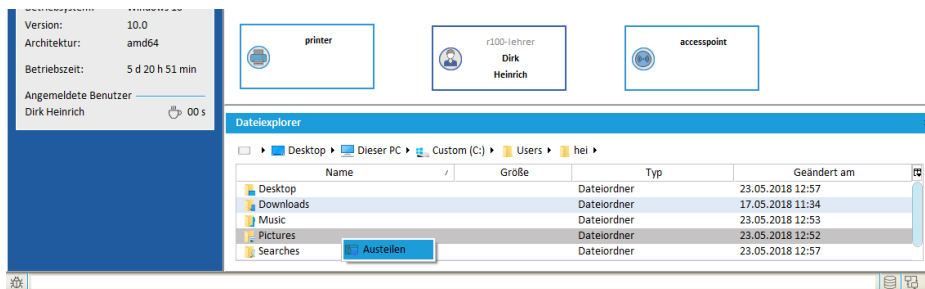 Betriebssystem: Windows 10
Version: 10.0
Architektur: amd64
Betriebszeit: 5 d 20 h 51 min
Angemeldete Benutzer
Dirk Heinrich 00 s
printer
r100-lehrer
Dirk
Heinrich
accesspoint
Dateiexplorer
Desktop Dieser PC Custom (C:) Users hei
Name / Größe Typ Geändert am
Desktop Dateiordner 23.05.2018 12:57
Downloads Dateiordner 17.05.2018 11:34
Music Dateiordner 23.05.2018 12:53
Pictures Dateiordner 23.05.2018 12:52
Searches Dateiordner 23.05.2018 12:57
Austeilen